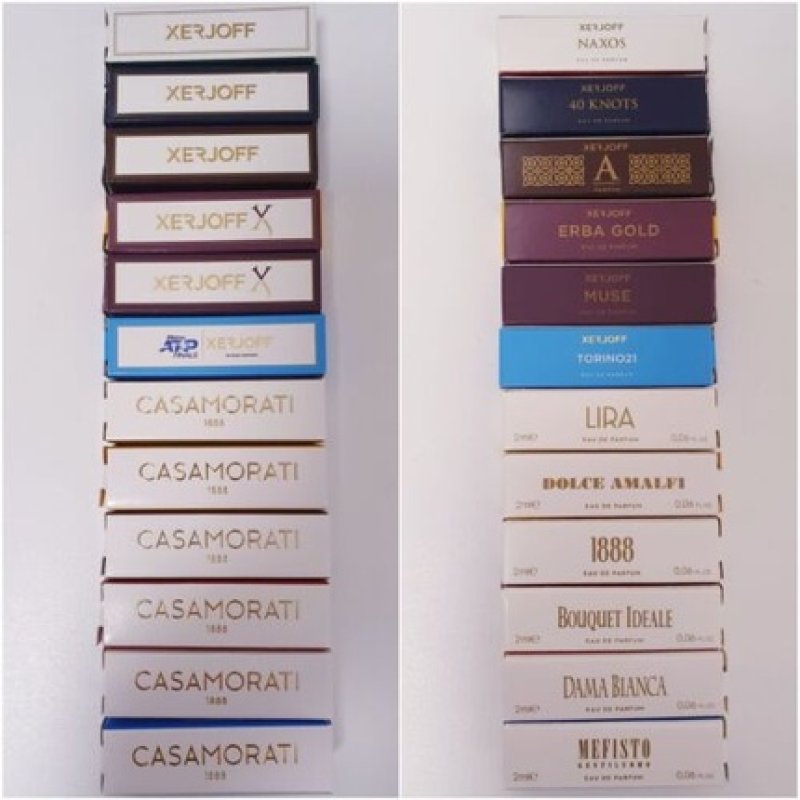 XERJOFF
XERJOFF
XERJOFF
XERJOFF X
XERJOFF X
ATP FINALS XERJOFF
CASAMORATI
1888
CASAMORATI
1888
CASAMORATI
1888
CASAMORATI
1888
CASAMORATI
1888
CASAMORATI
1888
XERJOFF
NAXOS
EAU DE PARFUM
XERJOFF
40 KNOTS
EAU DE PARFUM
XERJOFF
A
PARFUM
XERJOFF
ERBA GOLD
EAU DE PARFUM
XERJOFF
MUSE
EAU DE PARFUM
XERJOFF
TORINO21
EAU DE PARFUM
LIRA
2ml℮ EAU DE PARFUM 0,06 FL.OZ.
DOLCE AMALFI
2ml℮ EAU DE PARFUM 0,06 FL.OZ.
1888
2ml℮ EAU DE PARFUM 0,06 FL.OZ.
BOUQUET IDEALE
2ml℮ EAU DE PARFUM 0,06 FL.OZ.
DAMA BIANCA
2ml℮ EAU DE PARFUM 0,06 FL.OZ.
MEFISTO
GENTILUOMO
2ml℮ EAU DE PARFUM 0,06 FL.OZ.